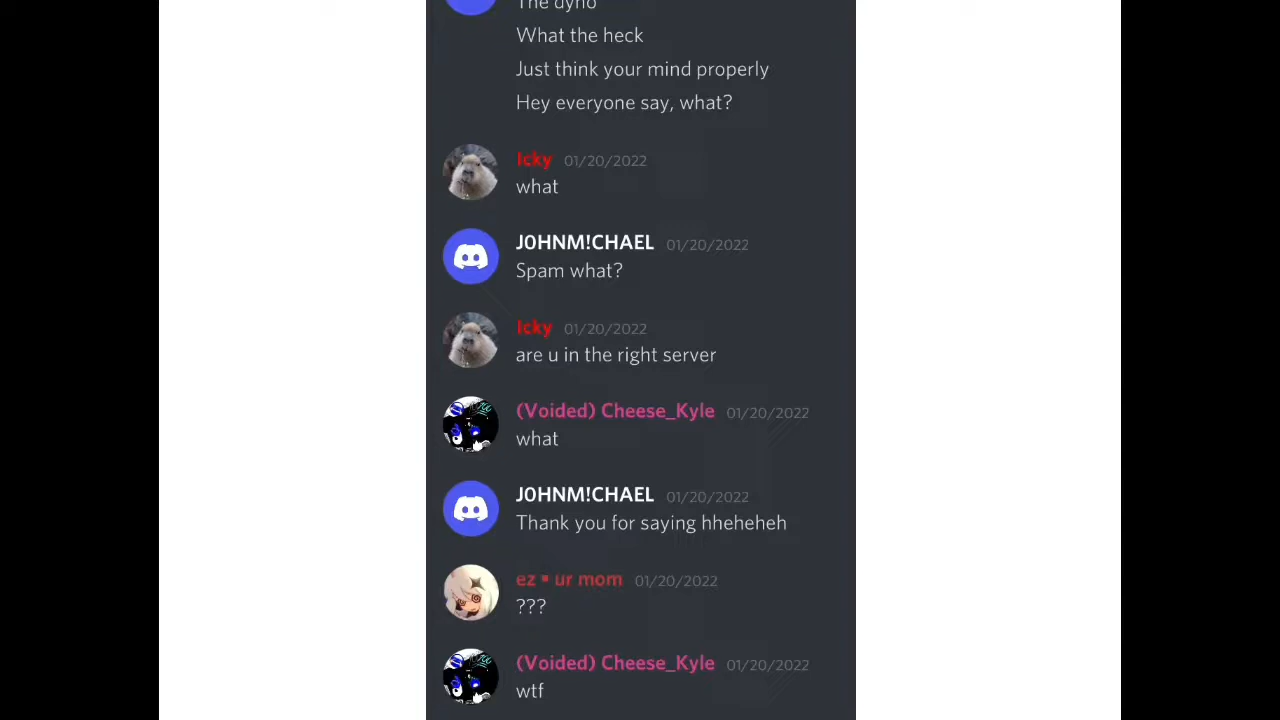 The dyno
What the heck
Just think your mind properly
Hey everyone say, what?
Icky 01/20/2022
what
J0HNM!CHAEL 01/20/2022
Spam what?
Icky 01/20/2022
are u in the right server
(Voided) Cheese_Kyle 01/20/2022
what
J0HNM!CHAEL 01/20/2022
Thank you for saying hheheheh
ez ▪ ur mom 01/20/2022
???
(Voided) Cheese_Kyle 01/20/2022
wtf